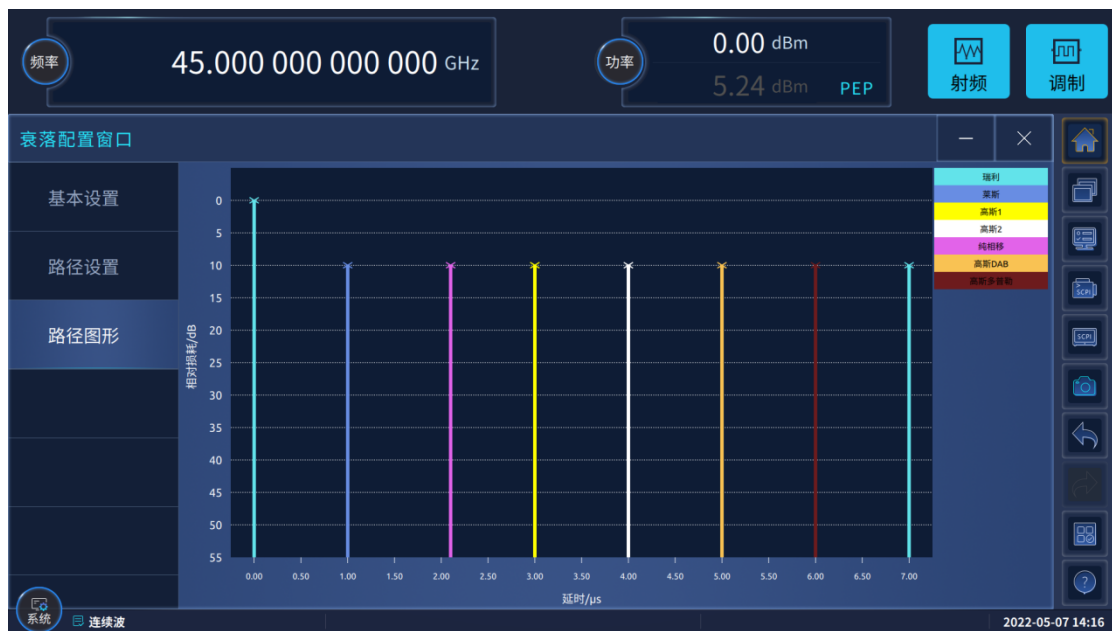 频率
45.000 000 000 000 GHz
功率
0.00 dBm
5.24 dBm PEP
射频
调制
衰落配置窗口
基本设置
路径设置
路径图形
瑞利
莱斯
高斯1
高斯2
纯相移
高斯DAB
高斯多普勒
相对损耗/dB
0
5
10
15
20
25
30
35
40
45
50
55
0.00 0.50 1.00 1.50 2.00 2.50 3.00 3.50 4.00 4.50 5.00 5.50 6.00 6.50 7.00
延时/μs
SCPI
SCPI
?
系统
连续波
2022-05-07 14:16